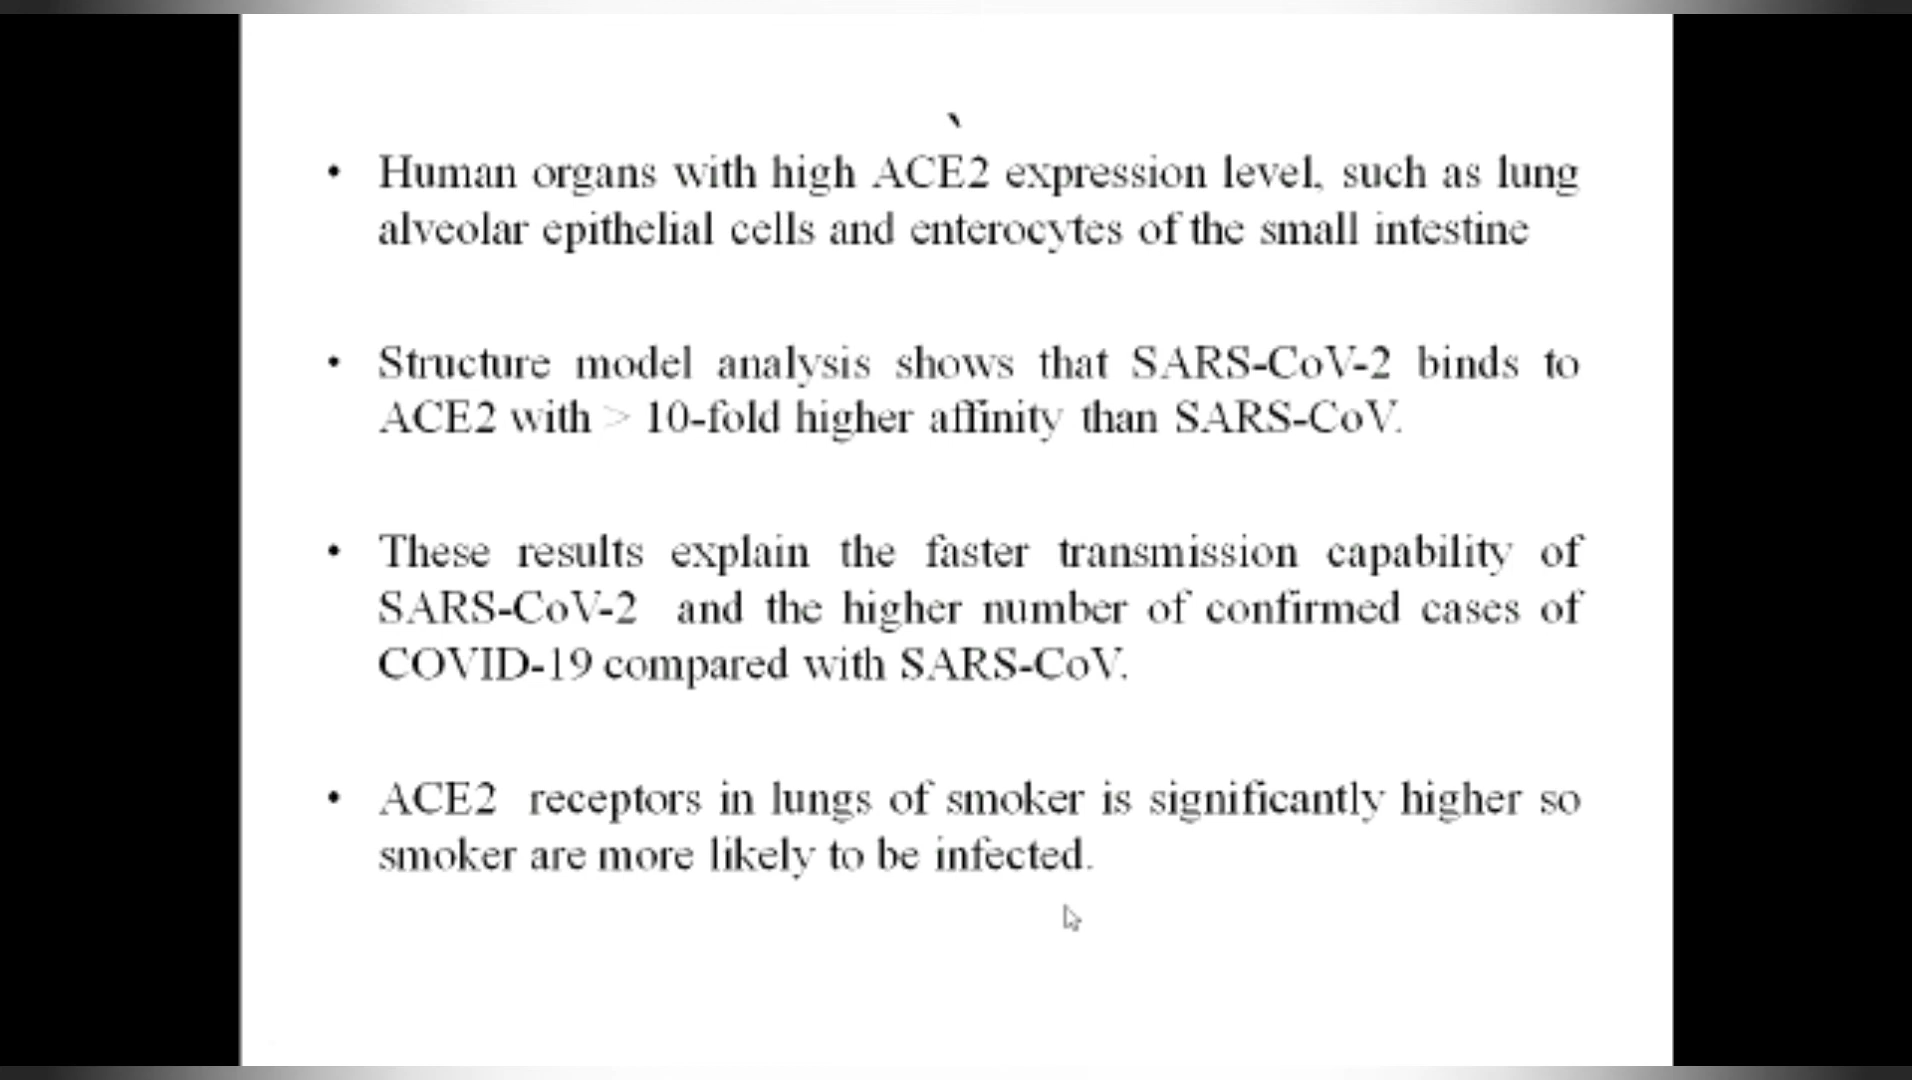 `
• Human organs with high ACE2 expression level, such as lung
alveolar epithelial cells and enterocytes of the small intestine
• Structure model analysis shows that SARS-CoV-2 binds to
ACE2 with > 10-fold higher affinity than SARS-CoV.
• These results explain the faster transmission capability of
SARS-CoV-2 and the higher number of confirmed cases of
COVID-19 compared with SARS-CoV.
• ACE2 receptors in lungs of smoker is significantly higher so
smoker are more likely to be infected.